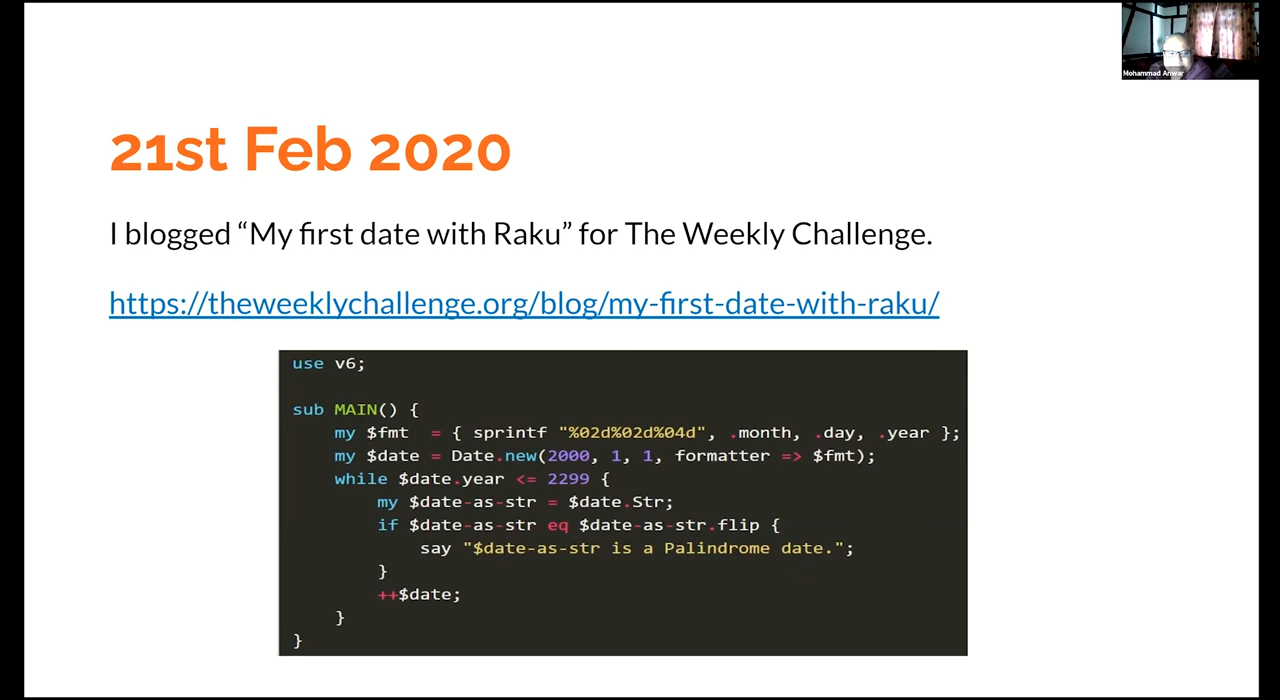 Mohammad Anwar
21st Feb 2020
I blogged “My first date with Raku” for The Weekly Challenge.
https://theweeklychallenge.org/blog/my-first-date-with-raku/
use v6;
sub MAIN() {
    my $fmt  = { sprintf "%02d%02d%04d", .month, .day, .year };
    my $date = Date.new(2000, 1, 1, formatter => $fmt);
    while $date.year <= 2299 {
        my $date-as-str = $date.Str;
        if $date-as-str eq $date-as-str.flip {
            say "$date-as-str is a Palindrome date.";
        }
        ++$date;
    }
}